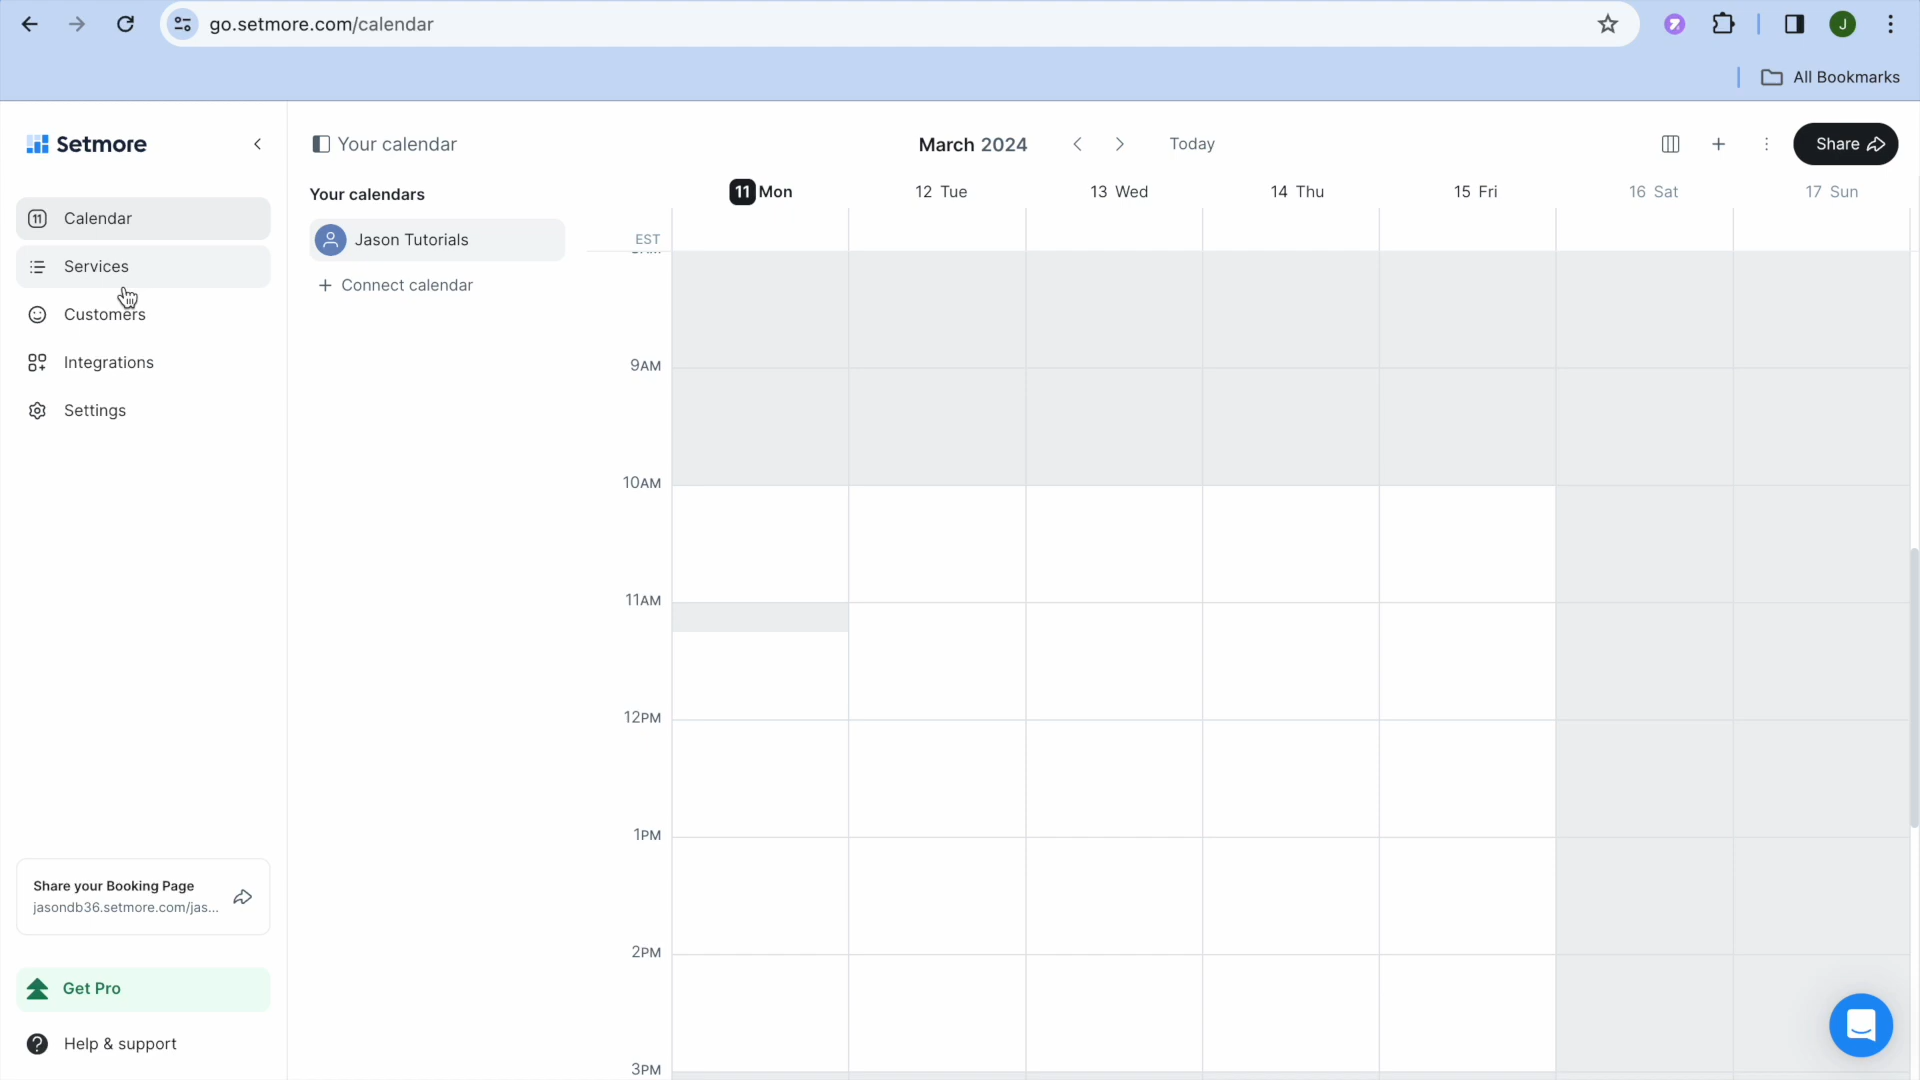 go.setmore.com/calendar
J
All Bookmarks
Setmore
Your calendar
March 2024
Today
Share
11 Calendar
Services
Customers
Integrations
Settings
Your calendars
Jason Tutorials
+ Connect calendar
11 Mon
12 Tue
13 Wed
14 Thu
15 Fri
16 Sat
17 Sun
EST
9AM
10AM
11AM
12PM
1PM
2PM
3PM
Share your Booking Page
jasondb36.setmore.com/jas...
Get Pro
? Help & support